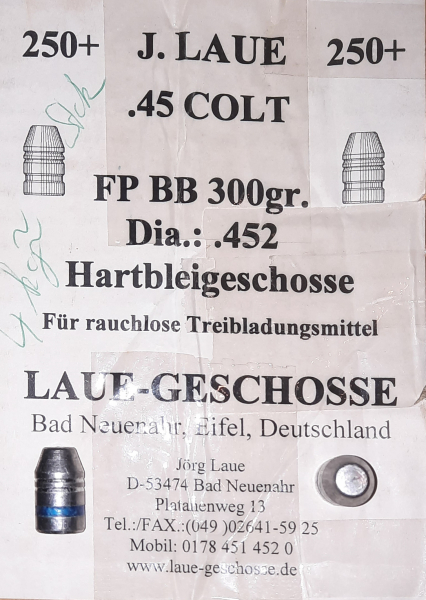 250+ J. LAUE 250+
.45 COLT
FP BB 300gr.
Dia.: .452
Hartbleigeschosse
Für rauchlose Treibladungsmittel
LAUE-GESCHOSSE
Bad Neuenahr, Eifel, Deutschland
Jörg Laue
D-53474 Bad Neuenahr
Platanenweg 13
Tel.:/FAX.:(049 )02641-59 25
Mobil: 0178 451 452 0
www.laue-geschosse.de